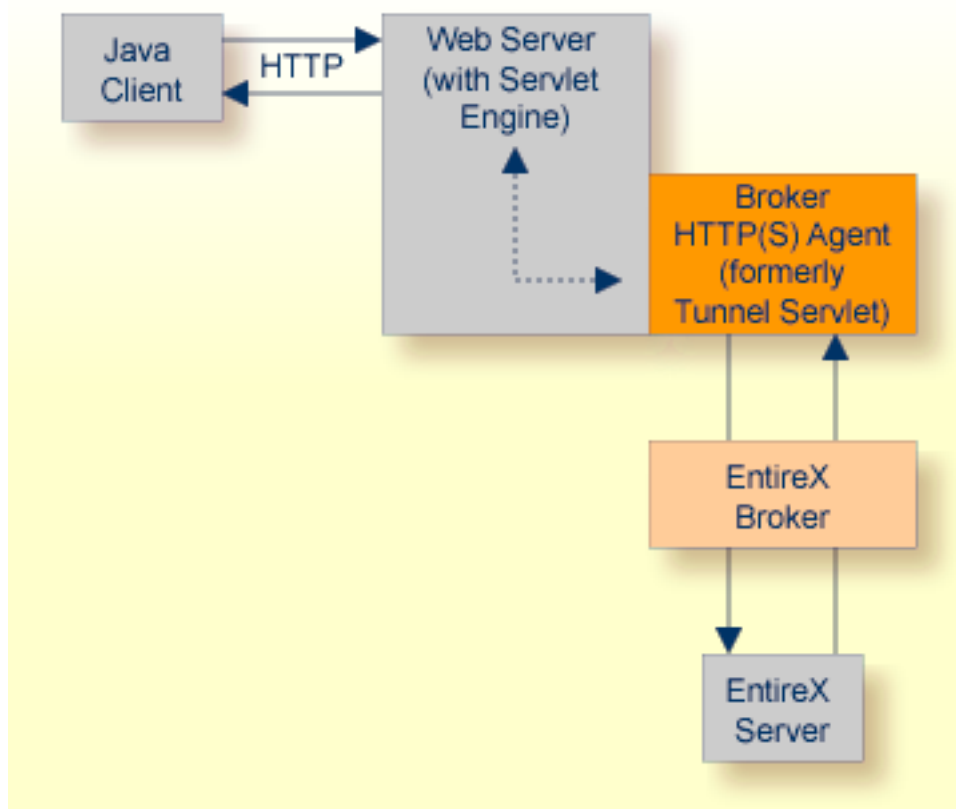 Java
Client
HTTP
Web Server
(with Servlet
Engine)
Broker
HTTP(S) Agent
(formerly
Tunnel Servlet)
EntireX
Broker
EntireX
Server